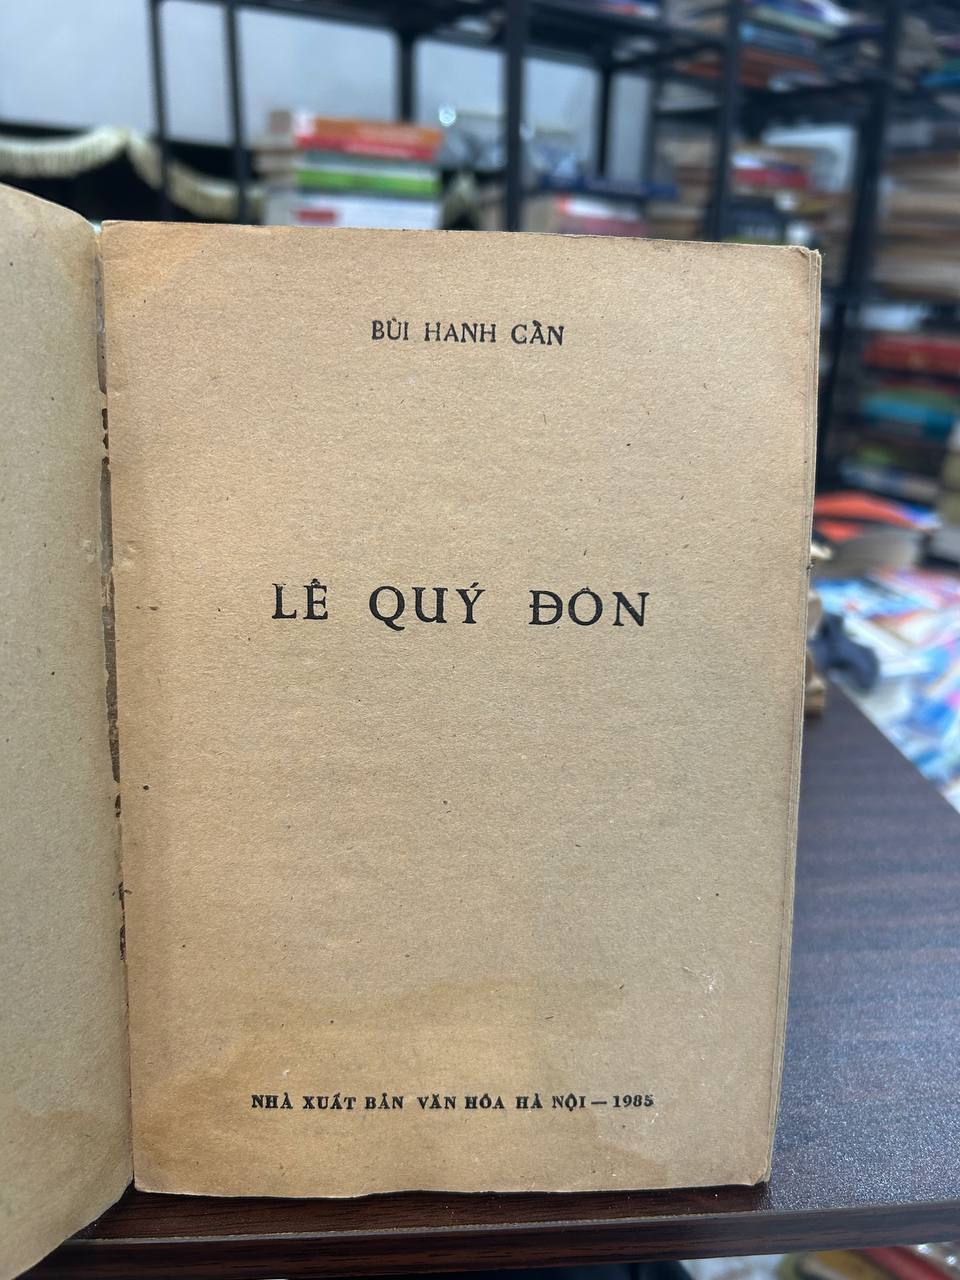 BÙI HẠNH CẨN
LÊ QUÝ ĐÔN
NHÀ XUẤT BẢN VĂN HÓA HÀ NỘI — 1985